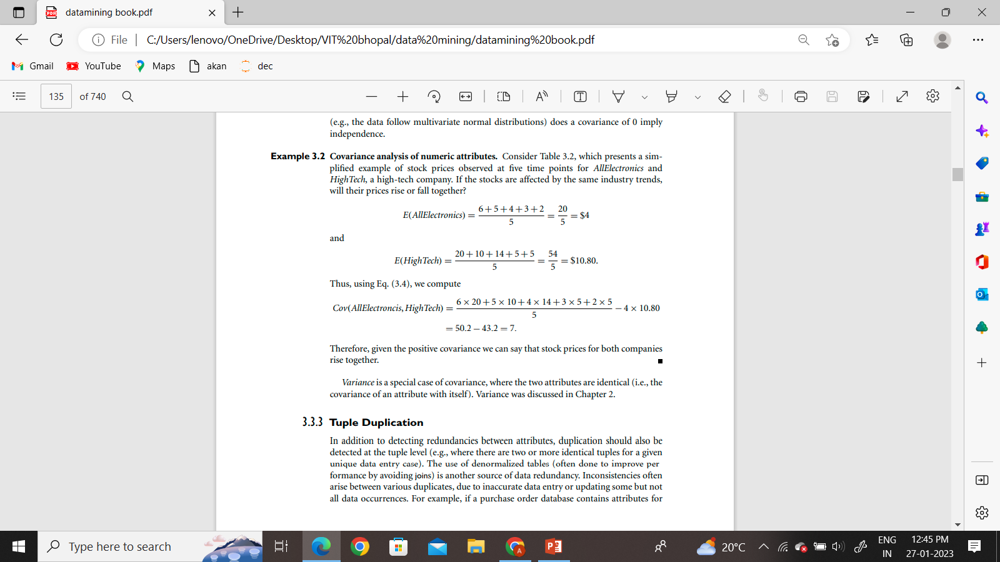 datamining book.pdf
File | C:/Users/lenovo/OneDrive/Desktop/VIT%20bhopal/data%20mining/datamining%20book.pdf
Gmail YouTube Maps akan dec
135 of 740
(e.g., the data follow multivariate normal distributions) does a covariance of 0 imply
independence.
Example 3.2 Covariance analysis of numeric attributes. Consider Table 3.2, which presents a sim-
plified example of stock prices observed at five time points for AllElectronics and
HighTech, a high-tech company. If the stocks are affected by the same industry trends,
will their prices rise or fall together?
E(AllElectronics) = 6 + 5 + 4 + 3 + 2 / 5 = 20 / 5 = $4
and
E(HighTech) = 20 + 10 + 14 + 5 + 5 / 5 = 54 / 5 = $10.80.
Thus, using Eq. (3.4), we compute
Cov(AllElectroncis, HighTech) = 6 × 20 + 5 × 10 + 4 × 14 + 3 × 5 + 2 × 5 / 5 − 4 × 10.80
= 50.2 − 43.2 = 7.
Therefore, given the positive covariance we can say that stock prices for both companies
rise together.
Variance is a special case of covariance, where the two attributes are identical (i.e., the
covariance of an attribute with itself). Variance was discussed in Chapter 2.
3.3.3 Tuple Duplication
In addition to detecting redundancies between attributes, duplication should also be
detected at the tuple level (e.g., where there are two or more identical tuples for a given
unique data entry case). The use of denormalized tables (often done to improve per
formance by avoiding joins) is another source of data redundancy. Inconsistencies often
arise between various duplicates, due to inaccurate data entry or updating some but not
all data occurrences. For example, if a purchase order database contains attributes for
Type here to search
20°C
ENG
IN
12:45 PM
27-01-2023